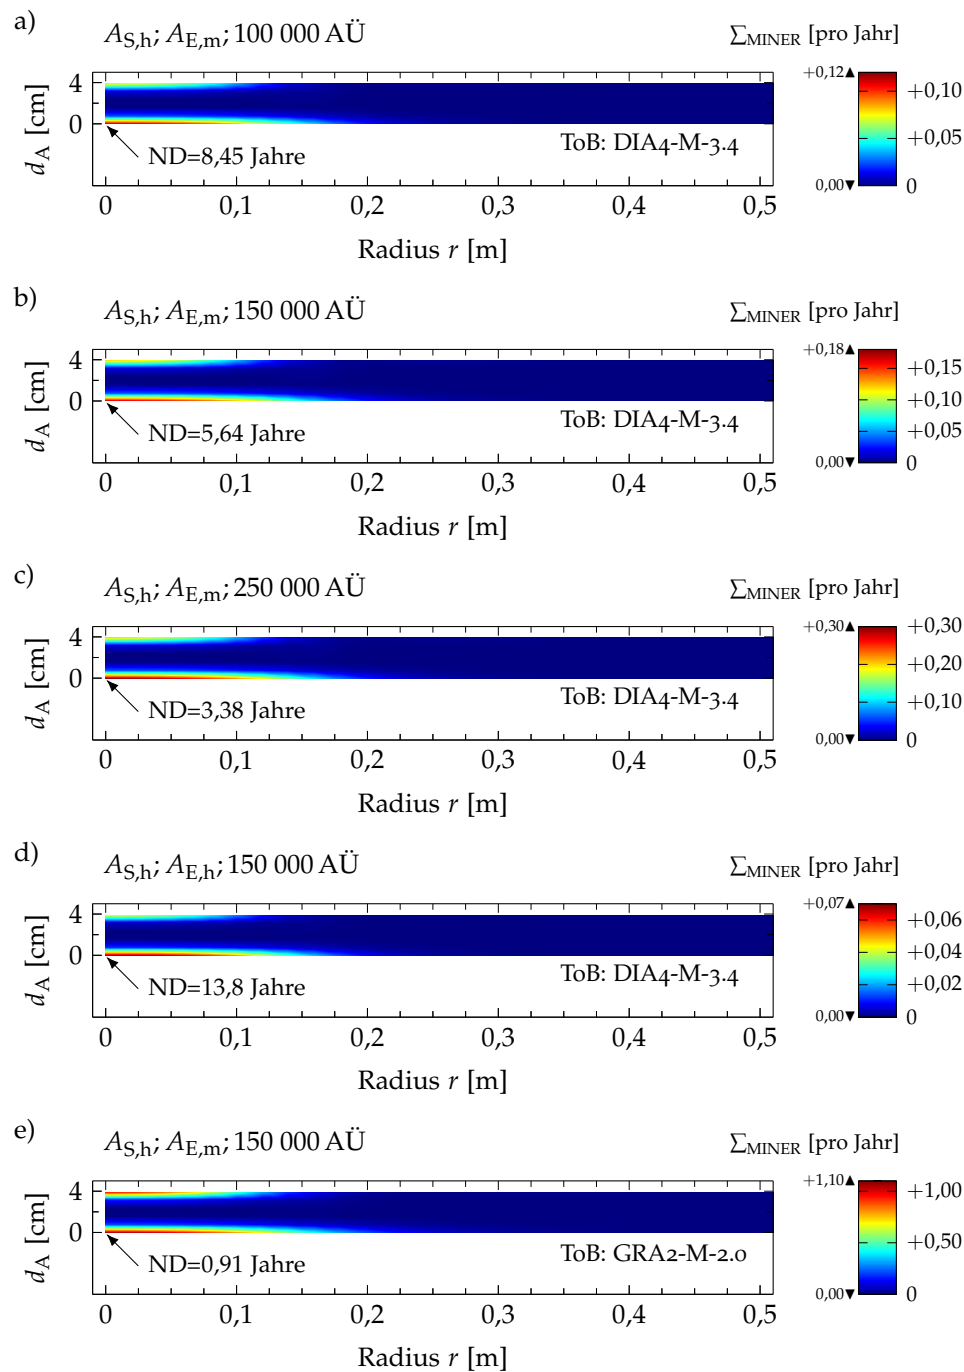 a)
A_S,h; A_E,m; 100 000 AÜ
∑MINER [pro Jahr]
d_A [cm]
4
0
ND=8,45 Jahre
ToB: DIA4-M-3.4
0 0,1 0,2 0,3 0,4 0,5
Radius r [m]
+0,12▲
0,00▼
+0,10
+0,05
0
b)
A_S,h; A_E,m; 150 000 AÜ
∑MINER [pro Jahr]
d_A [cm]
4
0
ND=5,64 Jahre
ToB: DIA4-M-3.4
0 0,1 0,2 0,3 0,4 0,5
Radius r [m]
+0,18▲
0,00▼
+0,15
+0,10
+0,05
0
c)
A_S,h; A_E,m; 250 000 AÜ
∑MINER [pro Jahr]
d_A [cm]
4
0
ND=3,38 Jahre
ToB: DIA4-M-3.4
0 0,1 0,2 0,3 0,4 0,5
Radius r [m]
+0,30▲
0,00▼
+0,30
+0,20
+0,10
0
d)
A_S,h; A_E,h; 150 000 AÜ
∑MINER [pro Jahr]
d_A [cm]
4
0
ND=13,8 Jahre
ToB: DIA4-M-3.4
0 0,1 0,2 0,3 0,4 0,5
Radius r [m]
+0,07▲
0,00▼
+0,06
+0,04
+0,02
0
e)
A_S,h; A_E,m; 150 000 AÜ
∑MINER [pro Jahr]
d_A [cm]
4
0
ND=0,91 Jahre
ToB: GRA2-M-2.0
0 0,1 0,2 0,3 0,4 0,5
Radius r [m]
+1,10▲
0,00▼
+1,00
+0,50
0